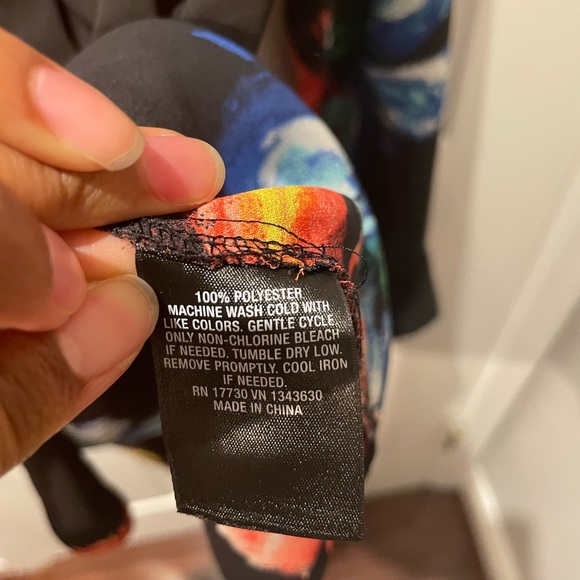 100% POLYESTER
MACHINE WASH COLD WITH
LIKE COLORS. GENTLE CYCLE.
ONLY NON-CHLORINE BLEACH
IF NEEDED. TUMBLE DRY LOW.
REMOVE PROMPTLY. COOL IRON
IF NEEDED.
RN 17730 VN 1343630
MADE IN CHINA